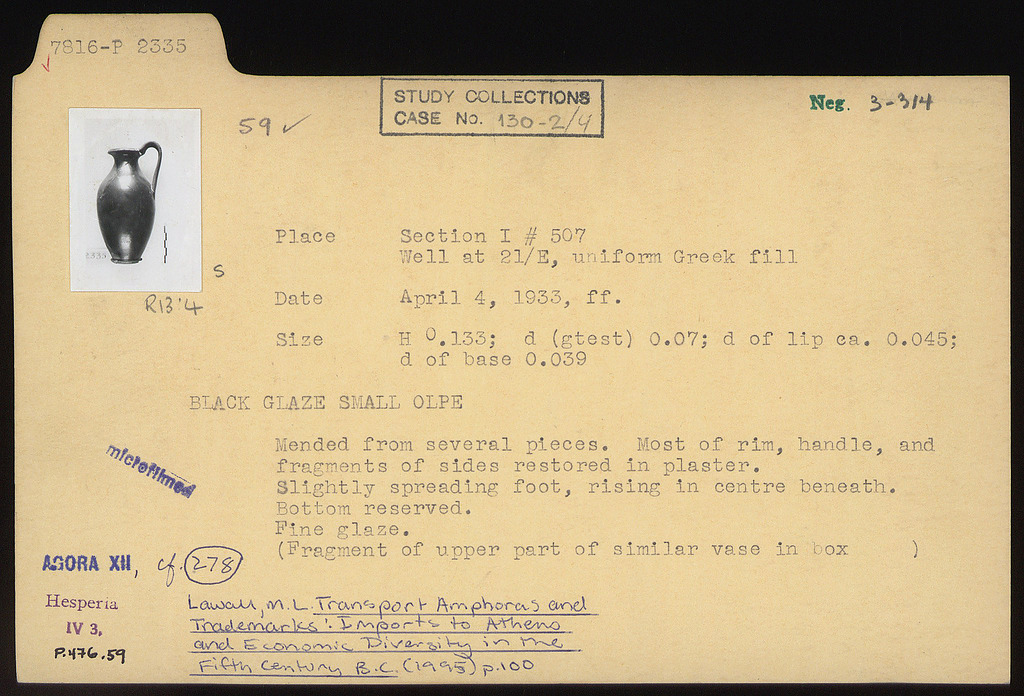 7816-P 2335
✓
STUDY COLLECTIONS
CASE No. 130-2/4
Neg. 3-314
59 ✓
S
R13:4
Place Section I # 507
Well at 21/E, uniform Greek fill
Date April 4, 1933, ff.
Size H 0.133; d (gtest) 0.07; d of lip ca. 0.045;
d of base 0.039
BLACK GLAZE SMALL OLPE
Mended from several pieces. Most of rim, handle, and
fragments of sides restored in plaster.
Slightly spreading foot, rising in centre beneath.
Bottom reserved.
Fine glaze.
(Fragment of upper part of similar vase in box )
microfilmed
AGORA XII, cf. 278
Hesperia
IV 3,
P.476.59
Lawall, M.L. Transport Amphoras and
Trademarks: Imports to Athens
and Economic Diversity in the
Fifth Century B.C. (1995) p.100